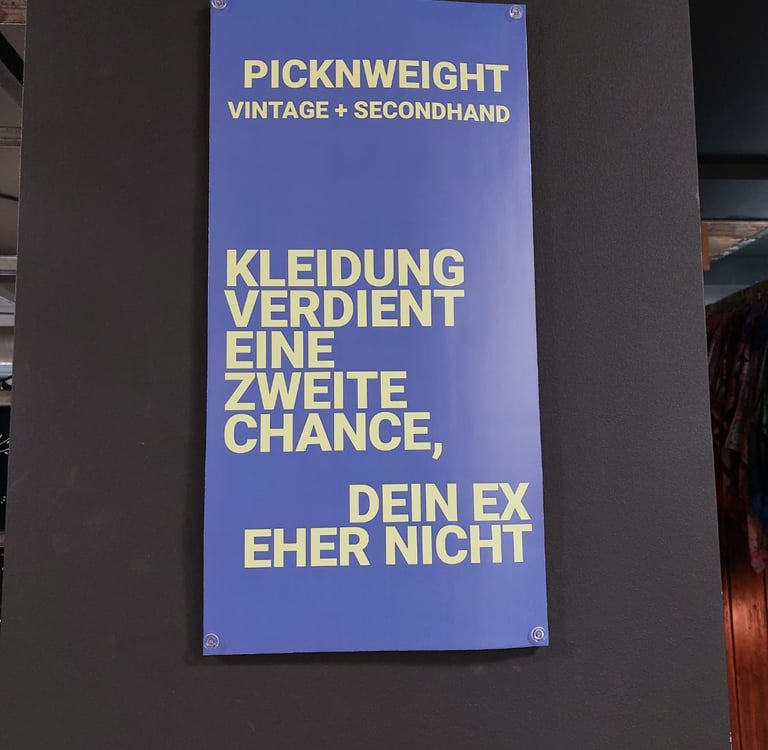 PICKNWEIGHT
VINTAGE + SECONDHAND
KLEIDUNG
VERDIENT
EINE
ZWEITE
CHANCE,
DEIN EX
EHER NICHT